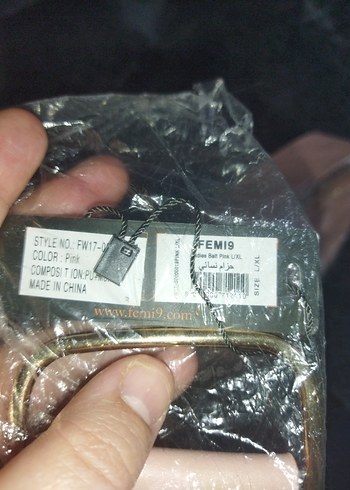 STYLE NO.: FW17-0
COLOR : Pink
COMPOSITION:PU
MADE IN CHINA
FEMI9
Ladies Belt Pink L/XL
حزام نسائي
SIZE L/XL
www.femi9.com